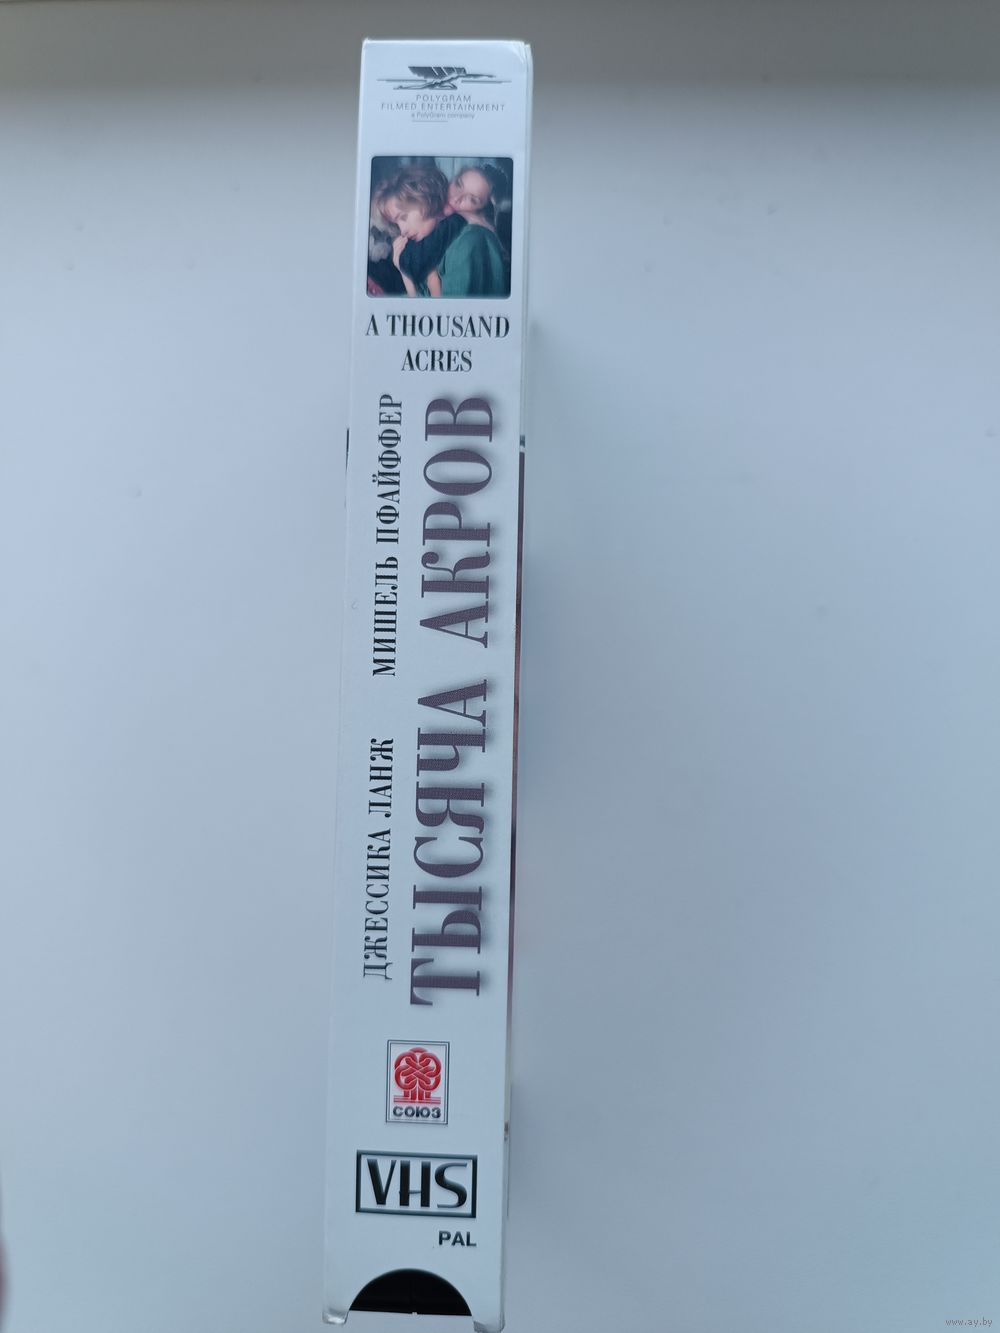 POLYGRAM
FILMED ENTERTAINMENT
a PolyGram company
A THOUSAND
ACRES
ДЖЕССИКА ЛАНЖ МИШЕЛЬ ПФАЙФФЕР
ТЫСЯЧА АКРОВ
СОЮЗ
VHS
PAL
www.ay.by